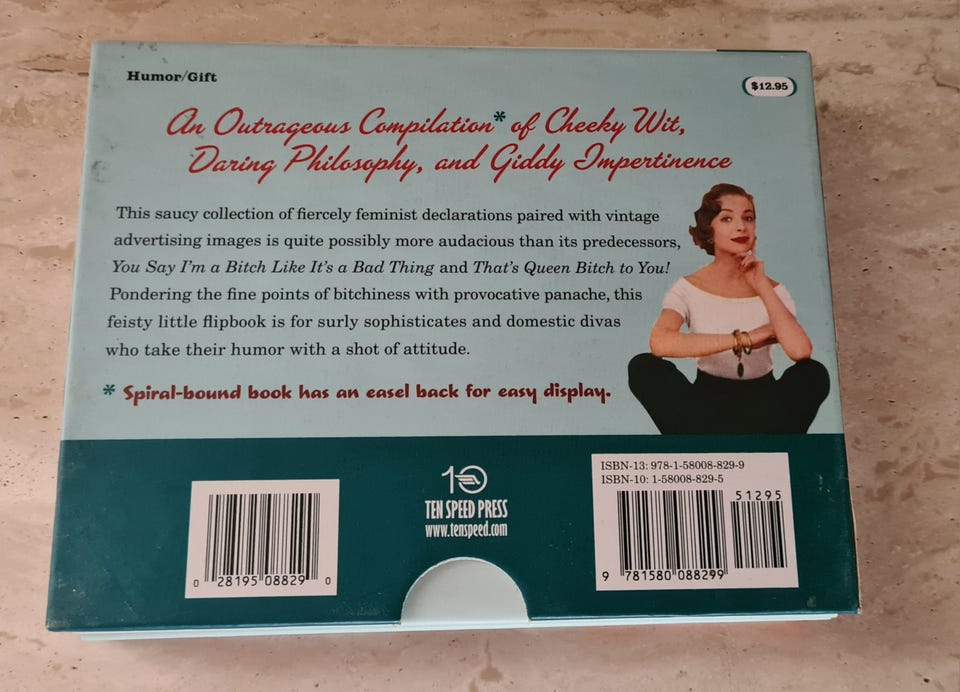 Humor/Gift
$12.95
An Outrageous Compilation* of Cheeky Wit,
Daring Philosophy, and Giddy Impertinence
This saucy collection of fiercely feminist declarations paired with vintage
advertising images is quite possibly more audacious than its predecessors,
You Say I'm a Bitch Like It's a Bad Thing and That's Queen Bitch to You!
Pondering the fine points of bitchiness with provocative panache, this
feisty little flipbook is for surly sophisticates and domestic divas
who take their humor with a shot of attitude.
* Spiral-bound book has an easel back for easy display.
10
TEN SPEED PRESS
www.tenspeed.com
0 28195 08829 0
ISBN-13: 978-1-58008-829-9
ISBN-10: 1-58008-829-5
51295
9 781580 088299